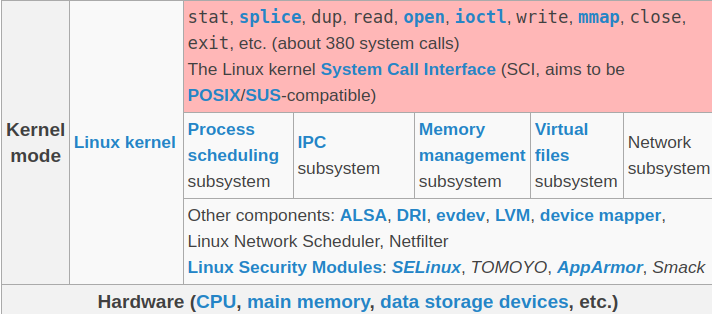 stat, splice, dup, read, open, ioctl, write, mmap, close,
exit, etc. (about 380 system calls)
The Linux kernel System Call Interface (SCI, aims to be
POSIX/SUS-compatible)
Kernel
mode
Linux kernel
Process
scheduling
subsystem
IPC
subsystem
Memory
management
subsystem
Virtual
files
subsystem
Network
subsystem
Other components: ALSA, DRI, evdev, LVM, device mapper,
Linux Network Scheduler, Netfilter
Linux Security Modules: SELinux, TOMOYO, AppArmor, Smack
Hardware (CPU, main memory, data storage devices, etc.)